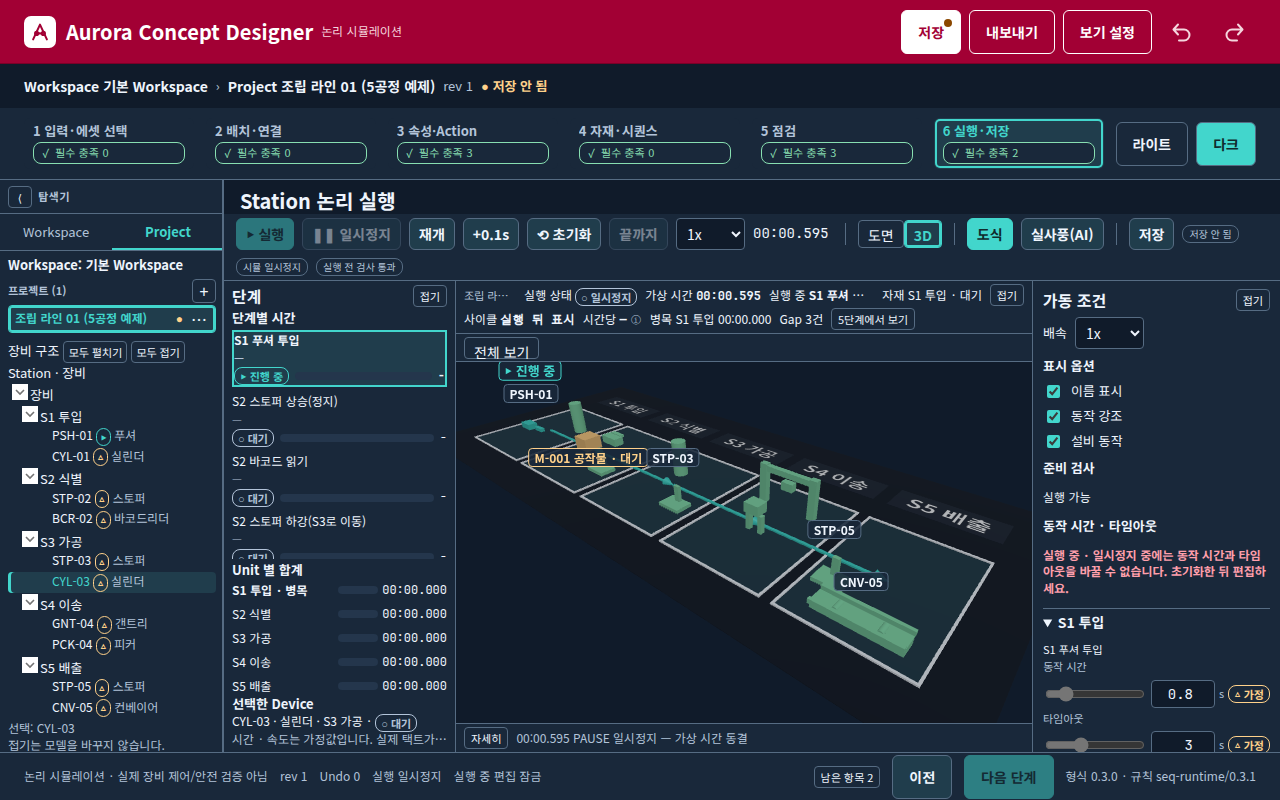 Aurora Concept Designer 논리 시뮬레이션
저장 내보내기 보기 설정
Workspace 기본 Workspace › Project 조립 라인 01 (5공정 예제) rev 1 ● 저장 안 됨
1 입력·에셋 선택
✓ 필수 충족 0
2 배치·연결
✓ 필수 충족 0
3 속성·Action
✓ 필수 충족 3
4 자재·시퀀스
✓ 필수 충족 0
5 점검
✓ 필수 충족 3
6 실행·저장
✓ 필수 충족 2
라이트 다크
⟨ 탐색기
Workspace Project
Workspace: 기본 Workspace
프로젝트 (1) +
조립 라인 01 (5공정 예제) ● ···
장비 구조 모두 펼치기 모두 접기
Station · 장비
장비
S1 투입
PSH-01 ▸ 푸셔
CYL-01 △ 실린더
S2 식별
STP-02 △ 스토퍼
BCR-02 △ 바코드리더
S3 가공
STP-03 △ 스토퍼
CYL-03 △ 실린더
S4 이송
GNT-04 △ 갠트리
PCK-04 △ 피커
S5 배출
STP-05 △ 스토퍼
CNV-05 △ 컨베이어
선택: CYL-03
접기는 모델을 바꾸지 않습니다.
Station 논리 실행
▸ 실행 ❚❚ 일시정지 재개 +0.1s ⟲ 초기화 끝까지 1x 00:00.595 도면 3D 도식 실사풍(AI) 저장 저장 안 됨
시뮬 일시정지 실행 전 검사 통과
단계 접기
단계별 시간
S1 푸셔 투입
—
▸ 진행 중 -
S2 스토퍼 상승(정지)
—
○ 대기 -
S2 바코드 읽기
—
○ 대기 -
S2 스토퍼 하강(S3로 이동)
—
○ 대기
Unit 별 합계
S1 투입 · 병목 00:00.000
S2 식별 00:00.000
S3 가공 00:00.000
S4 이송 00:00.000
S5 배출 00:00.000
선택한 Device
CYL-03 · 실린더 · S3 가공 · ○ 대기
시간 · 속도는 가정값입니다. 실제 택트가···
조립 라··· 실행 상태 ○ 일시정지 가상 시간 00:00.595 실행 중 S1 푸셔 ··· 자재 S1 투입 · 대기 접기
사이클 실행 뒤 표시 시간당 – ⓘ 병목 S1 투입 00:00.000 Gap 3건 5단계에서 보기
전체 보기
▸ 진행 중
PSH-01
M-001 공작물 · 대기
STP-03
STP-05
CNV-05
S1 투입
S2 식별
S3 가공
S4 이송
S5 배출
자세히 00:00.595 PAUSE 일시정지 — 가상 시간 동결
가동 조건 접기
배속 1x
표시 옵션
이름 표시
동작 강조
설비 동작
준비 검사
실행 가능
동작 시간 · 타임아웃
실행 중 · 일시정지 중에는 동작 시간과 타임
아웃을 바꿀 수 없습니다. 초기화한 뒤 편집하
세요.
▼ S1 투입
S1 푸셔 투입
동작 시간
0.8 s △ 가정
타임아웃
3 s △ 가정
논리 시뮬레이션 · 실제 장비 제어/안전 검증 아님 rev 1 Undo 0 실행 일시정지 실행 중 편집 잠금
남은 항목 2 이전 다음 단계 형식 0.3.0 · 규칙 seq-runtime/0.3.1